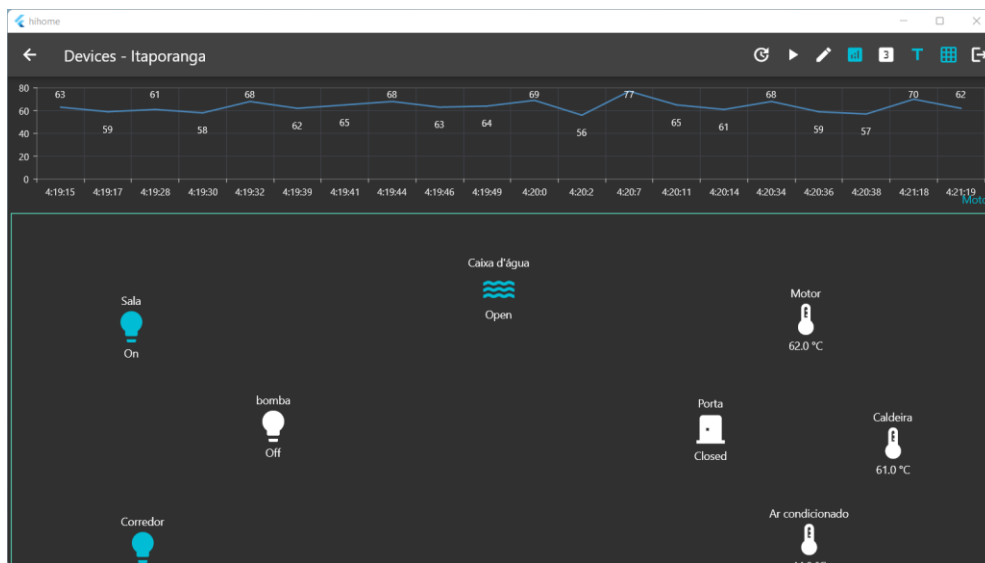 hihome
Devices - Itaporanga
3
T
80
60
40
20
0
63 59 61 58 68 62 65 68 63 64 69 56 77 65 61 68 59 57 70 62
4:19:15 4:19:17 4:19:28 4:19:30 4:19:32 4:19:39 4:19:41 4:19:44 4:19:46 4:19:49 4:20:0 4:20:2 4:20:7 4:20:11 4:20:14 4:20:34 4:20:36 4:20:38 4:21:18 4:21:19
Caixa d'água
Open
Sala
On
Motor
62.0 °C
bomba
Off
Porta
Closed
Caldeira
61.0 °C
Corredor
Ar condicionado